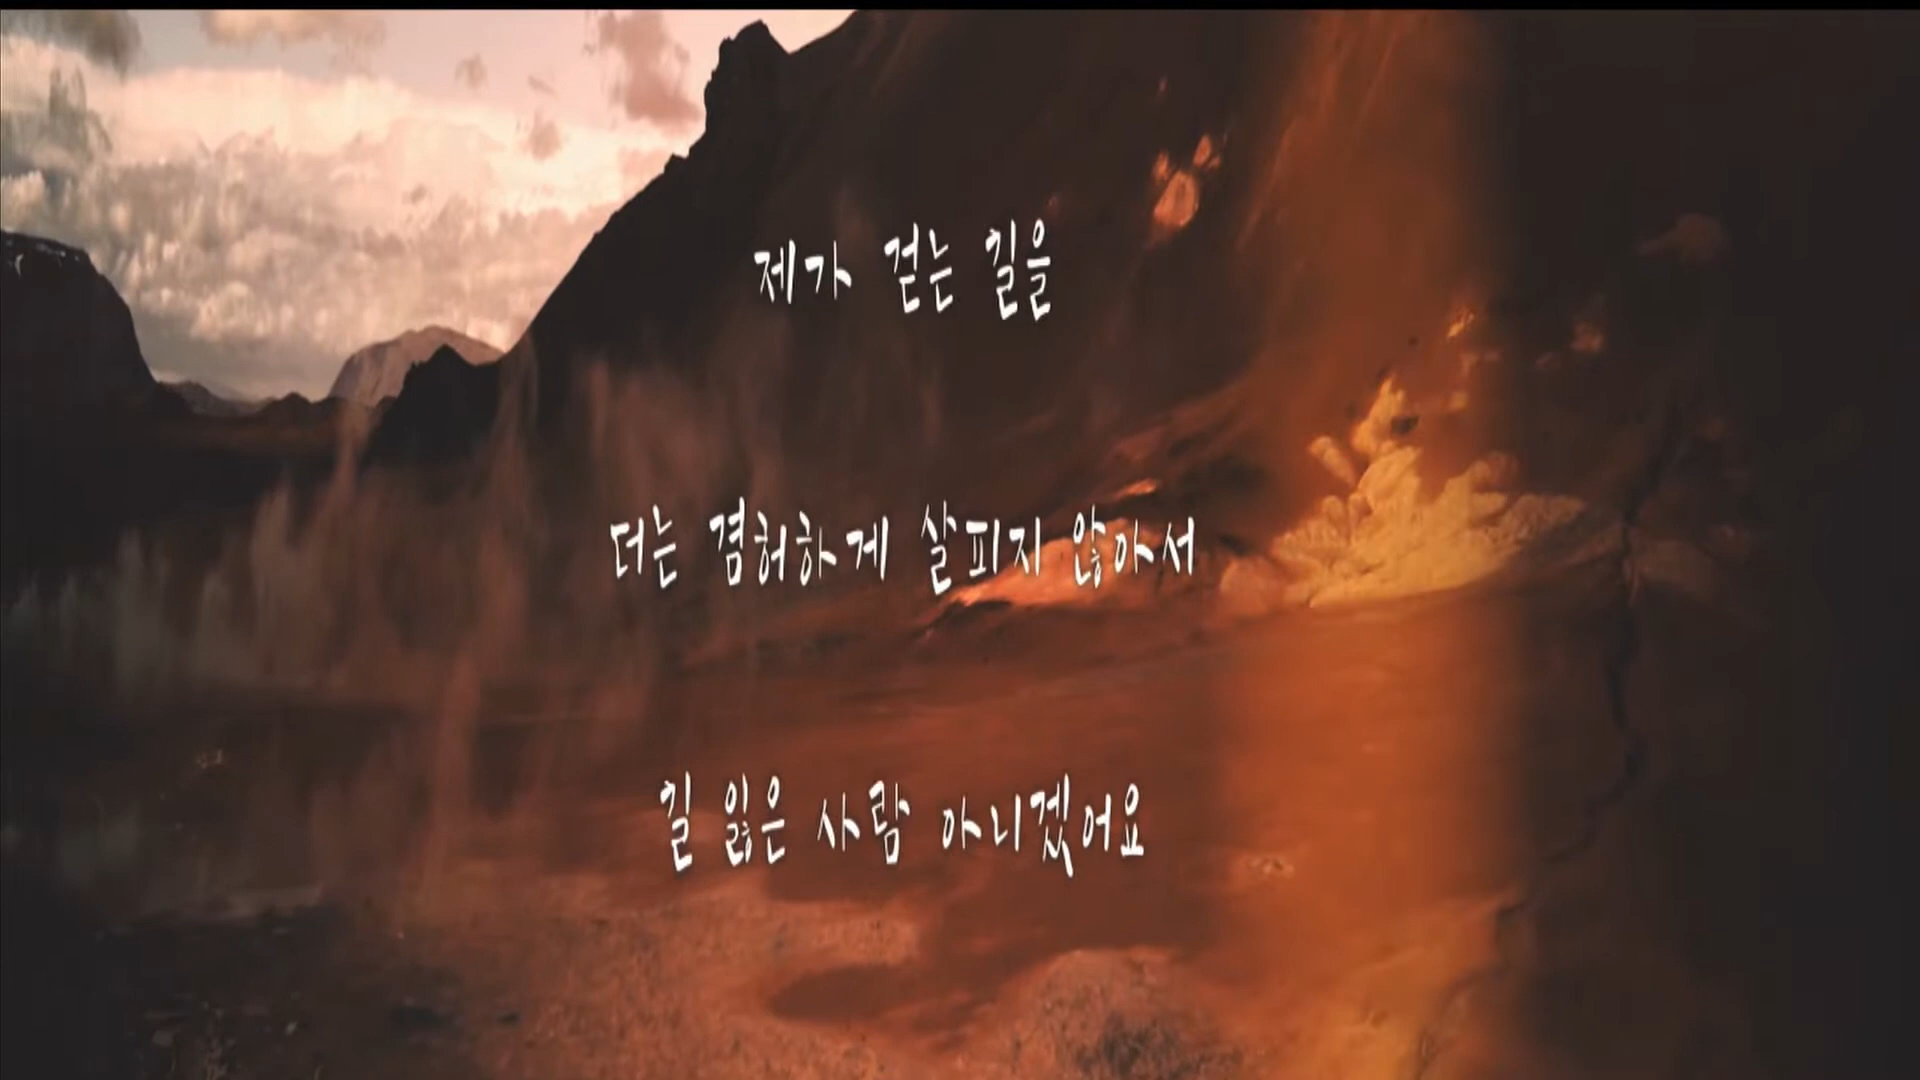 제가 걷는 길을
더는 겸허하게 살피지 않아서
길 잃은 사람 아니겠어요